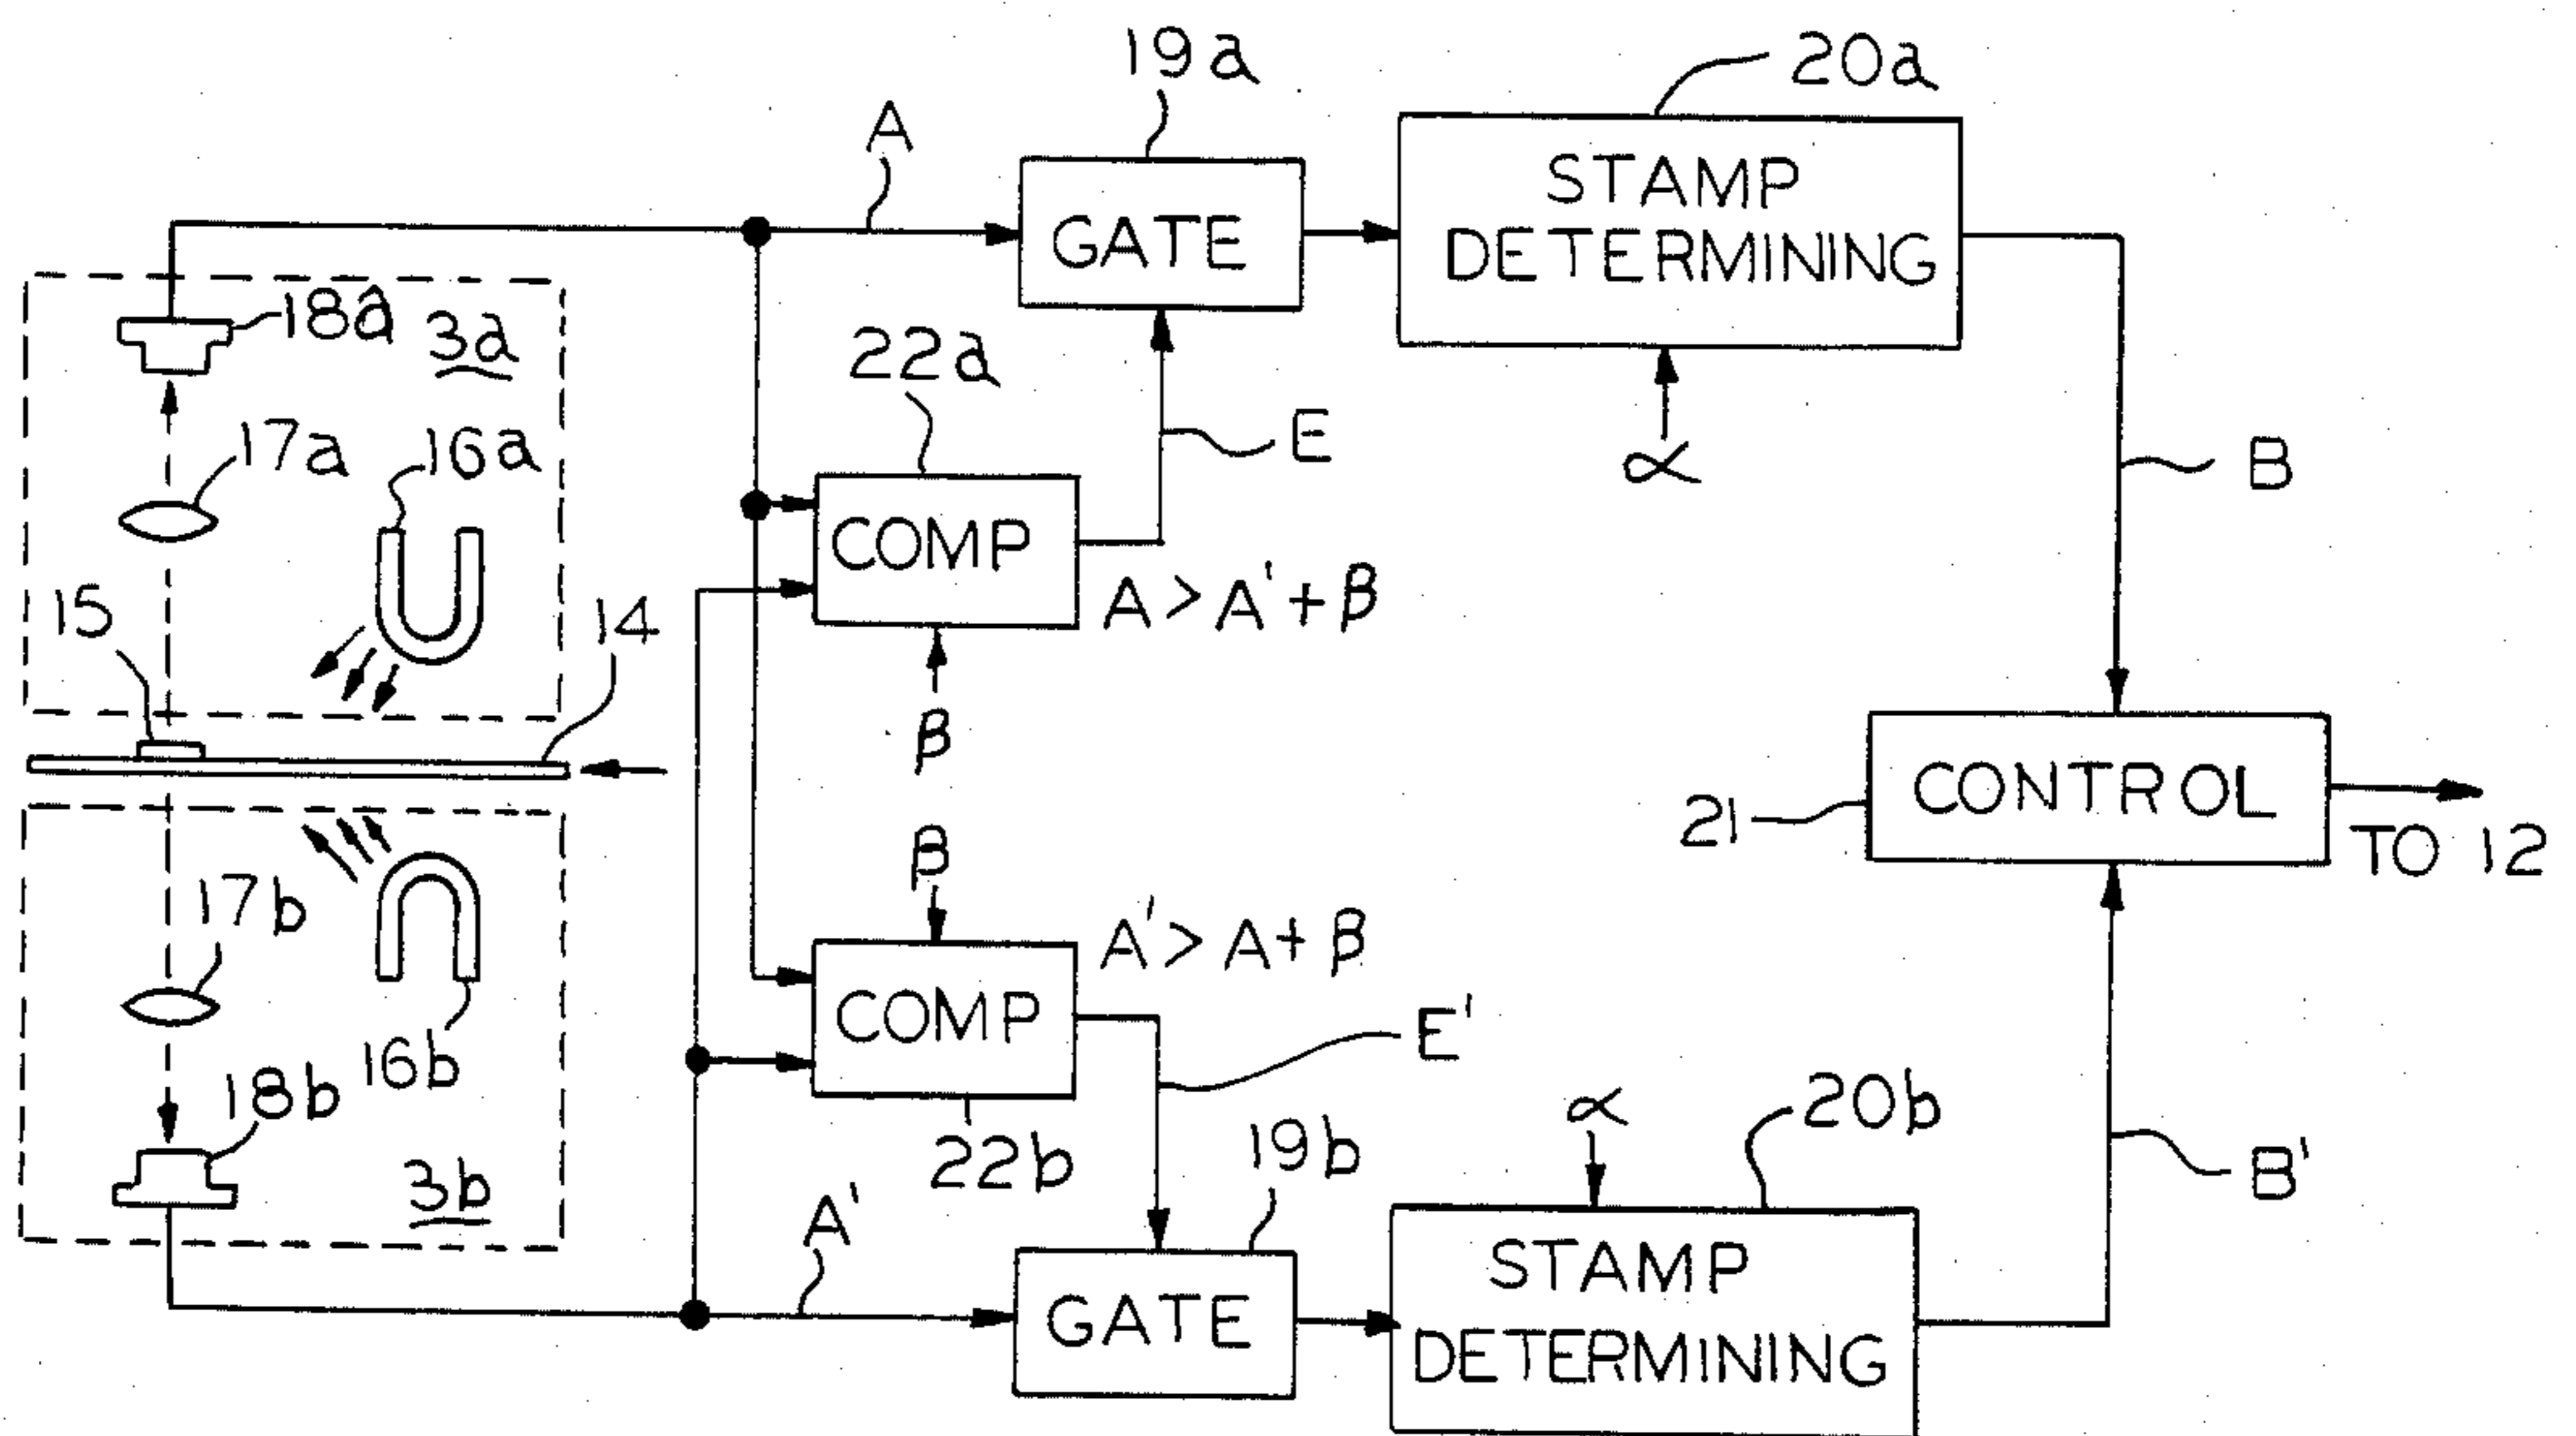 19a
20a
A
STAMP
DETERMINING
GATE
18a
3a
22a
17a
16a
E
α
B
COMP
A > A' + β
15
14
β
CONTROL
21
TO 12
β
A' > A + β
17b
COMP
E'
16b
18b
α
20b
22b
19b
3b
B'
A'
STAMP
DETERMINING
GATE